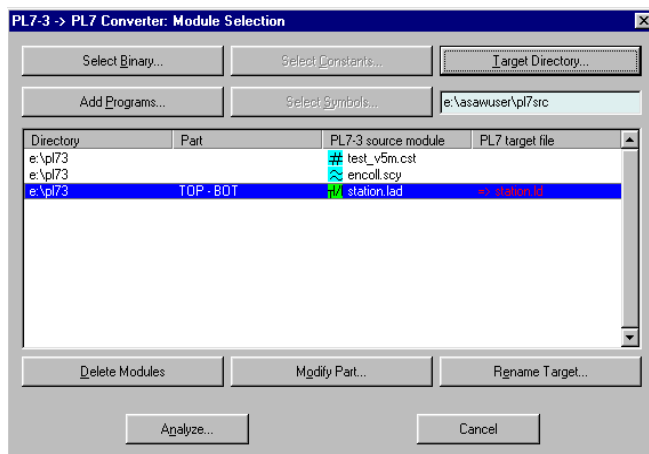 PL7-3 -> PL7 Converter: Module Selection
Select Binary... Select Constants... Target Directory...
Add Programs... Select Symbols... e:\asawuser\pl7src
Directory Part PL7-3 source module PL7 target file
e:\pl73 test_v5m.cst
e:\pl73 encoll.scy
e:\pl73 TOP - BOT station.lad => station.ld
Delete Modules Modify Part... Rename Target...
Analyze... Cancel